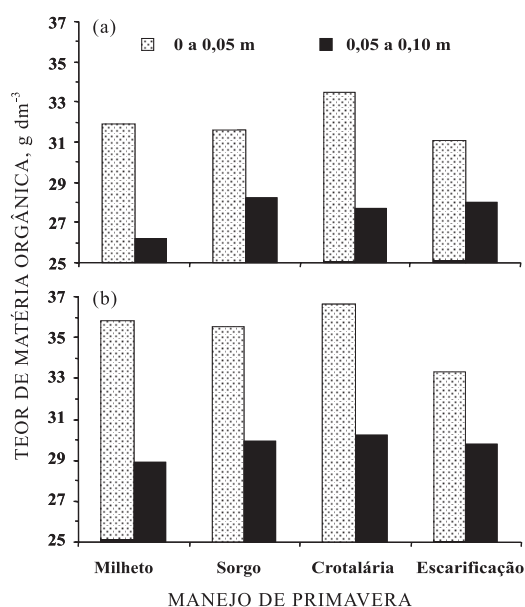 (a)
0 a 0,05 m 0,05 a 0,10 m
37
35
33
31
29
27
25
(b)
37
35
33
31
29
27
25
TEOR DE MATÉRIA ORGÂNICA, g dm-3
Milheto Sorgo Crotalária Escarificação
MANEJO DE PRIMAVERA